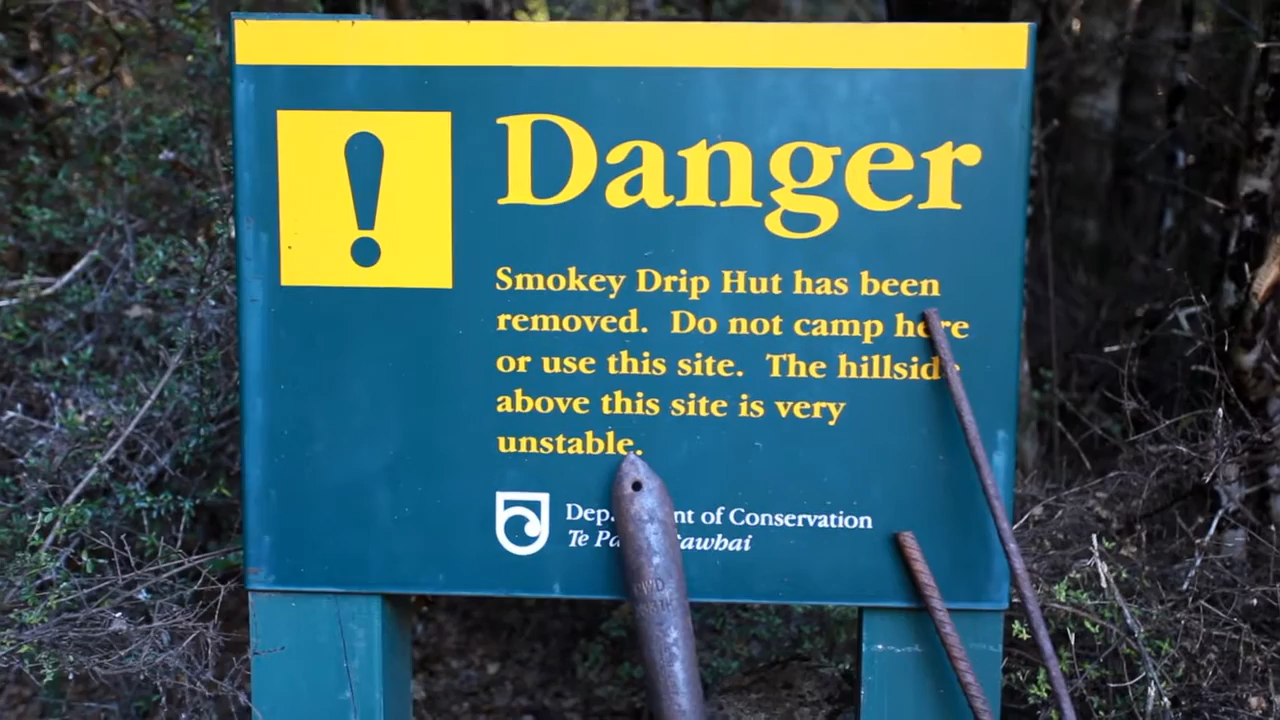 Danger
Smokey Drip Hut has been
removed. Do not camp here
or use this site. The hillside
above this site is very
unstable.
of Conservation
Te